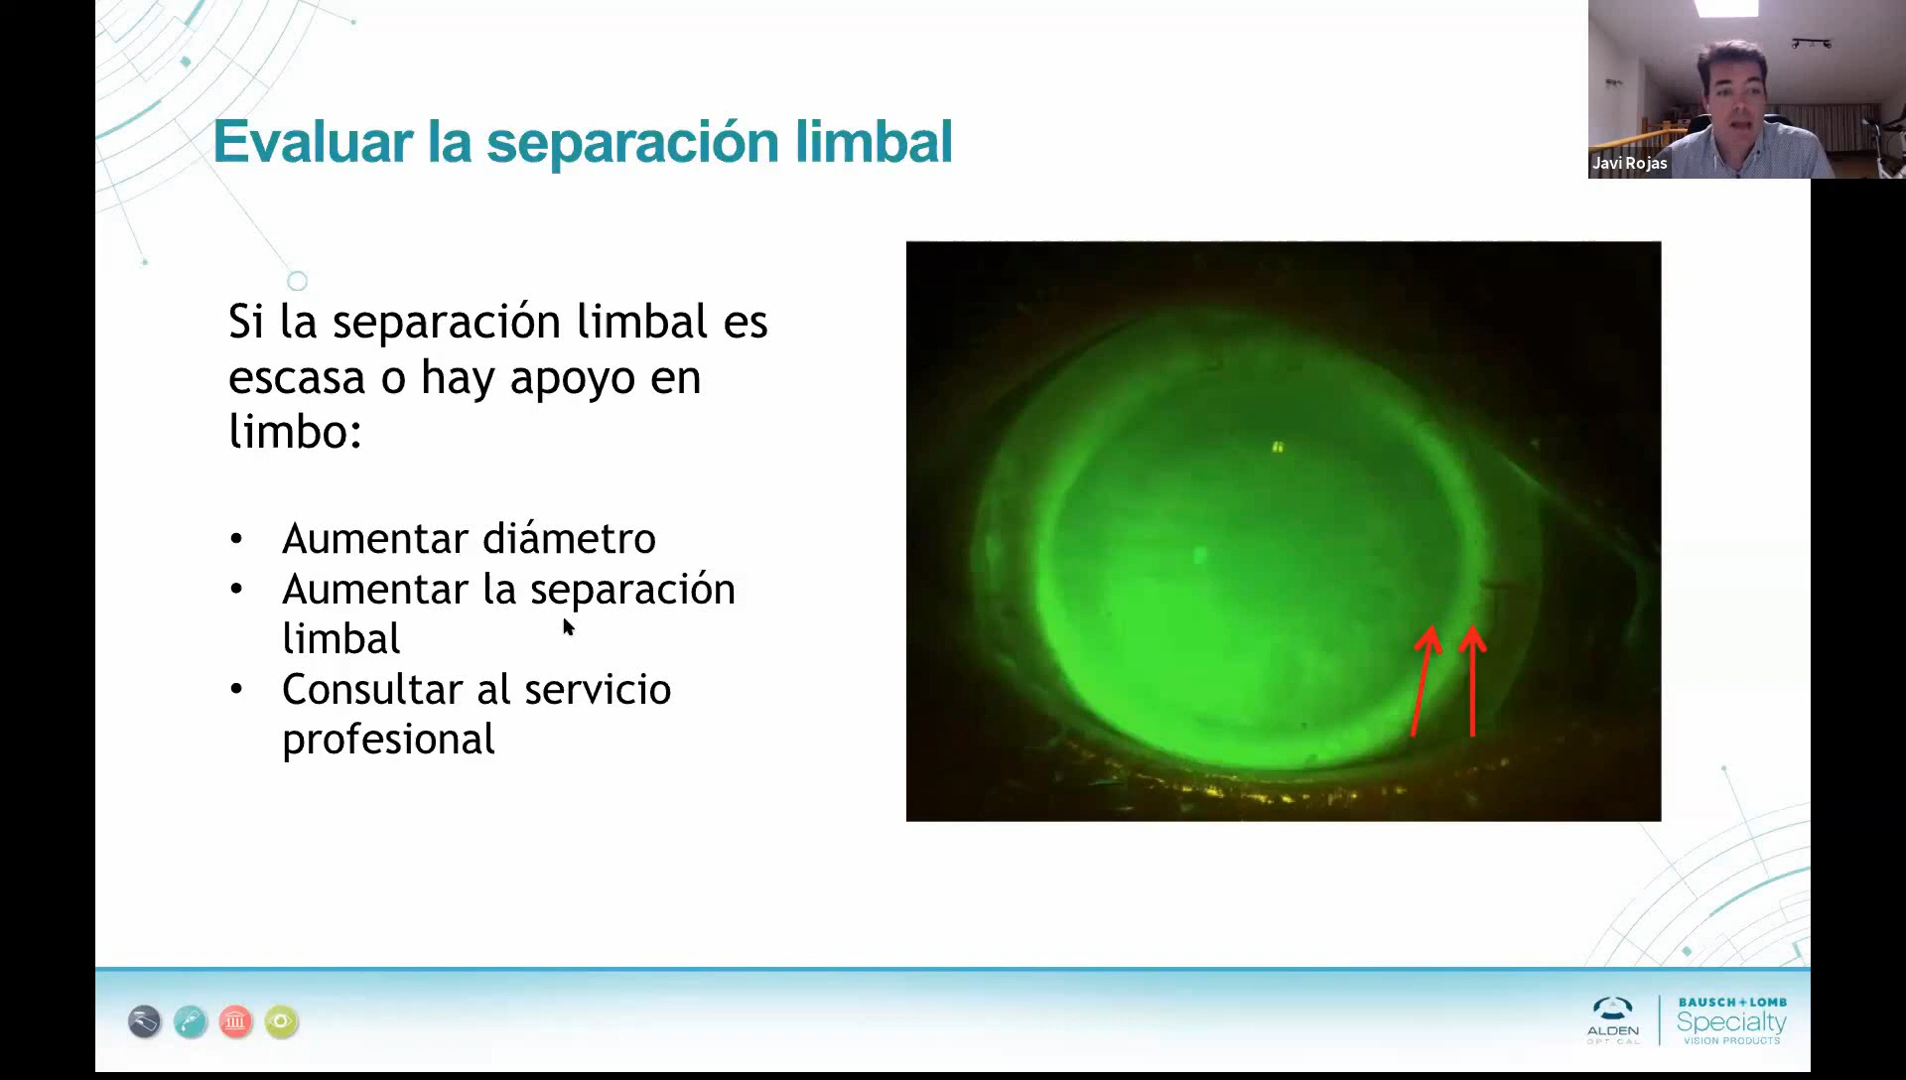 Javi Rojas
Evaluar la separación limbal
Si la separación limbal es
escasa o hay apoyo en
limbo:
• Aumentar diámetro
• Aumentar la separación
limbal
• Consultar al servicio
profesional
ALDEN
OPTICAL
BAUSCH + LOMB
Specialty
VISION PRODUCTS